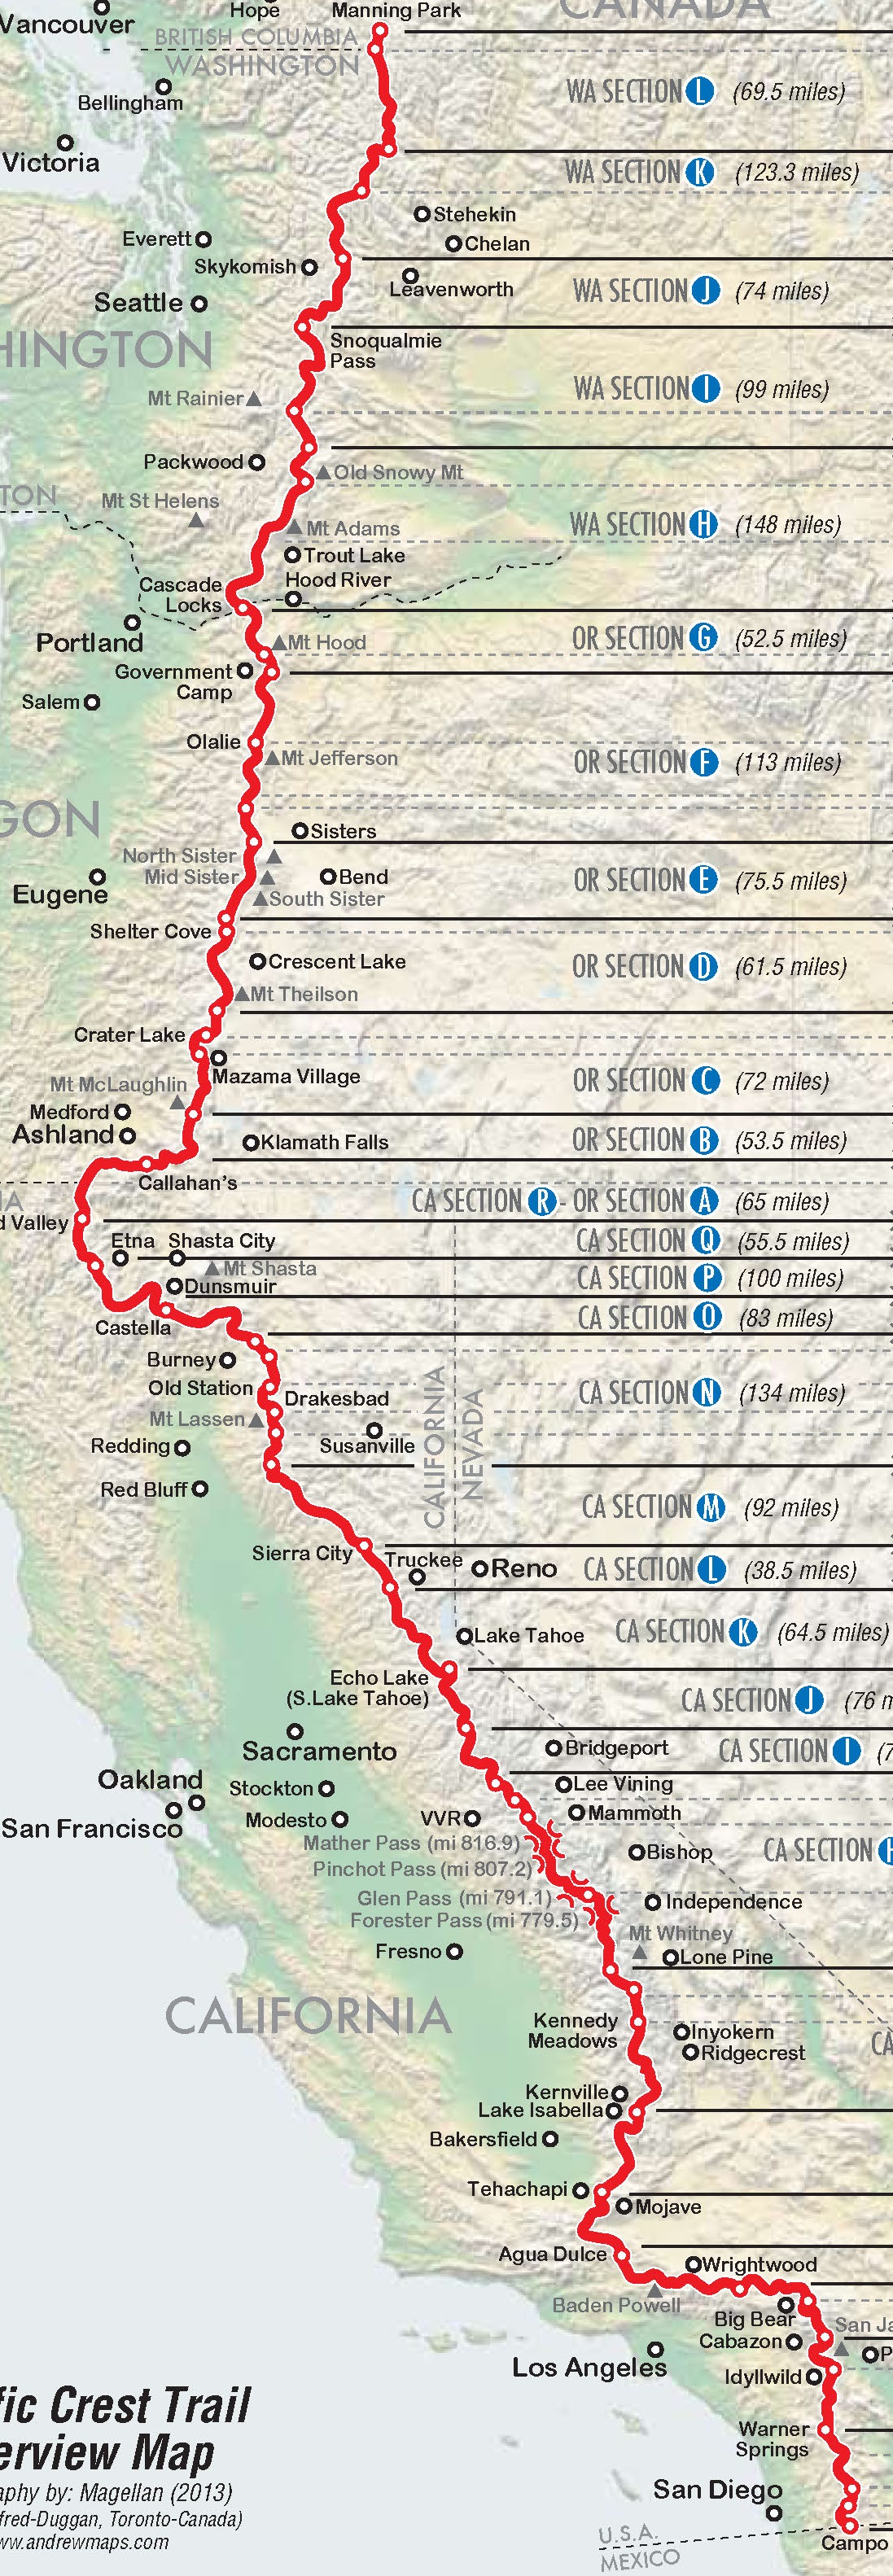 Hope
Manning Park
CANADA
Vancouver
BRITISH COLUMBIA
WASHINGTON
WA SECTION L (69.5 miles)
Bellingham
Victoria
WA SECTION K (123.3 miles)
Stehekin
Everett
Chelan
Skykomish
Leavenworth
WA SECTION J (74 miles)
Seattle
HINGTON
Snoqualmie
Pass
WA SECTION I (99 miles)
Mt Rainier
Packwood
Old Snowy Mt
TON
Mt St Helens
WA SECTION H (148 miles)
Mt Adams
Trout Lake
Hood River
Cascade
Locks
Portland
Mt Hood
OR SECTION G (52.5 miles)
Government
Camp
Salem
Olalie
Mt Jefferson
OR SECTION F (113 miles)
GON
Sisters
North Sister
Mid Sister
Bend
OR SECTION E (75.5 miles)
Eugene
South Sister
Shelter Cove
Crescent Lake
OR SECTION D (61.5 miles)
Mt Theilson
Crater Lake
Mazama Village
Mt McLaughlin
OR SECTION C (72 miles)
Medford
Ashland
Klamath Falls
OR SECTION B (53.5 miles)
Callahan's
IA
CA SECTION R - OR SECTION A (65 miles)
d Valley
Etna
Shasta City
CA SECTION Q (55.5 miles)
Mt Shasta
CA SECTION P (100 miles)
Dunsmuir
CA SECTION O (83 miles)
Castella
Burney
Old Station
Drakesbad
CA SECTION N (134 miles)
Mt Lassen
Redding
Susanville
CALIFORNIA
NEVADA
Red Bluff
CA SECTION M (92 miles)
Sierra City
Truckee
Reno
CA SECTION L (38.5 miles)
Lake Tahoe
CA SECTION K (64.5 miles)
Echo Lake
(S.Lake Tahoe)
CA SECTION J (76 m
Sacramento
Bridgeport
CA SECTION I (7
Oakland
Stockton
Lee Vining
San Francisco
Modesto
VVR
Mammoth
Mather Pass (mi 816.9)
Bishop
CA SECTION H
Pinchot Pass (mi 807.2)
Glen Pass (mi 791.1)
Independence
Forester Pass (mi 779.5)
Mt Whitney
Fresno
Lone Pine
CALIFORNIA
Kennedy
Meadows
Inyokern
Ridgecrest
CA
Kernville
Lake Isabella
Bakersfield
Tehachapi
Mojave
Agua Dulce
Wrightwood
Baden Powell
Big Bear
San Ja
Cabazon
P
Los Angeles
Idyllwild
fic Crest Trail
Warner
Springs
erview Map
aphy by: Magellan (2013)
San Diego
fred-Duggan, Toronto-Canada)
ww.andrewmaps.com
U.S.A.
MEXICO
Campo